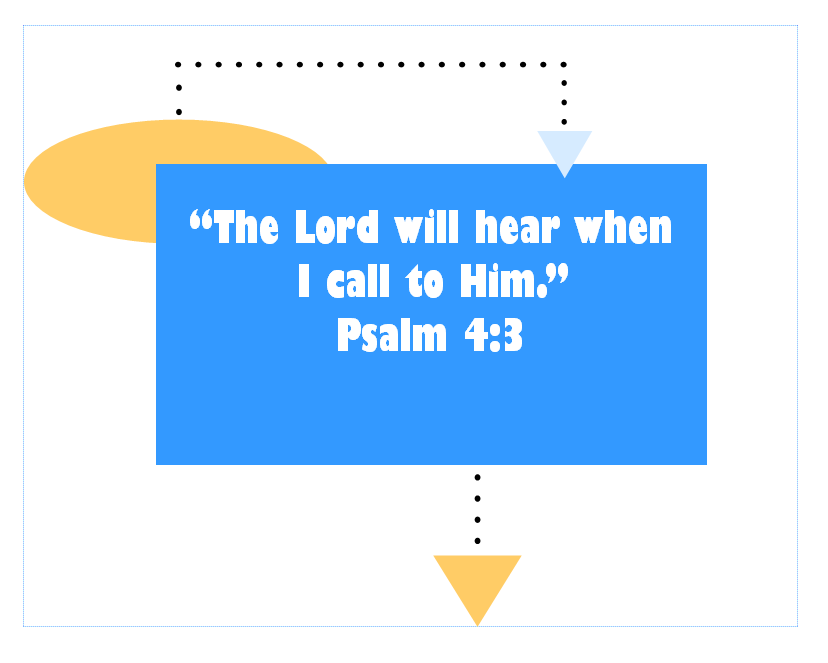 “The Lord will hear when
I call to Him.”
Psalm 4:3